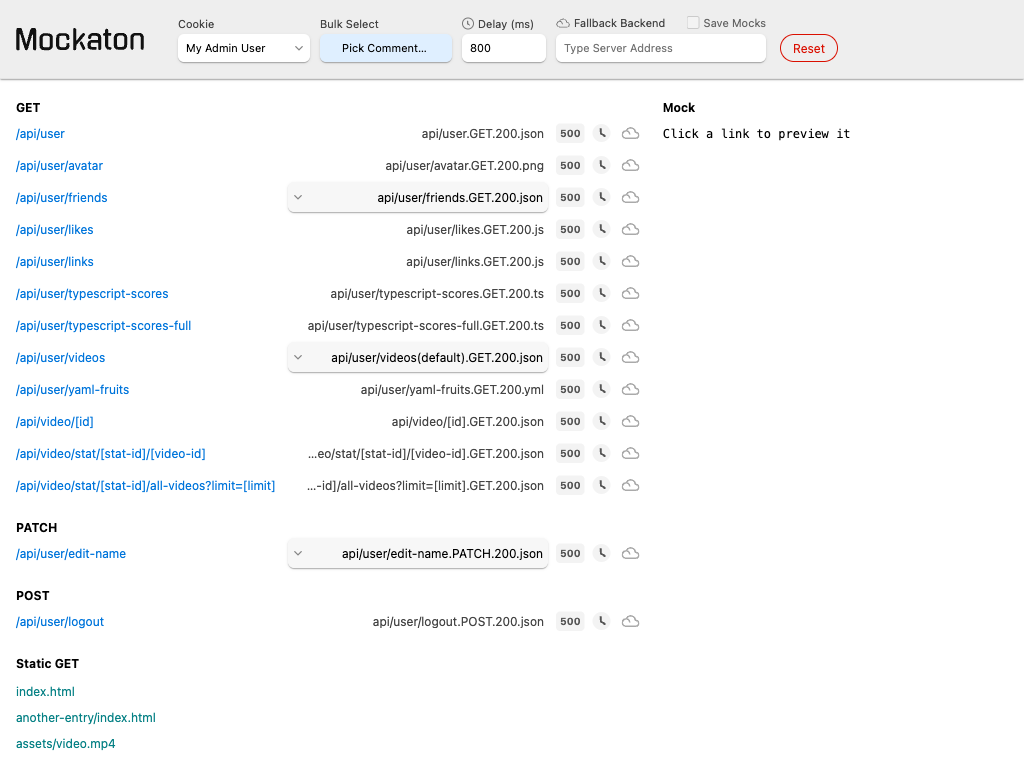 Mockaton
Cookie
My Admin User
Bulk Select
Pick Comment...
Delay (ms)
800
Fallback Backend
Type Server Address
Save Mocks
Reset
GET
/api/user api/user.GET.200.json 500
/api/user/avatar api/user/avatar.GET.200.png 500
/api/user/friends api/user/friends.GET.200.json 500
/api/user/likes api/user/likes.GET.200.js 500
/api/user/links api/user/links.GET.200.js 500
/api/user/typescript-scores api/user/typescript-scores.GET.200.ts 500
/api/user/typescript-scores-full api/user/typescript-scores-full.GET.200.ts 500
/api/user/videos api/user/videos(default).GET.200.json 500
/api/user/yaml-fruits api/user/yaml-fruits.GET.200.yml 500
/api/video/[id] api/video/[id].GET.200.json 500
/api/video/stat/[stat-id]/[video-id] ...eo/stat/[stat-id]/[video-id].GET.200.json 500
/api/video/stat/[stat-id]/all-videos?limit=[limit] ...-id]/all-videos?limit=[limit].GET.200.json 500
PATCH
/api/user/edit-name api/user/edit-name.PATCH.200.json 500
POST
/api/user/logout api/user/logout.POST.200.json 500
Static GET
index.html
another-entry/index.html
assets/video.mp4
Mock
Click a link to preview it